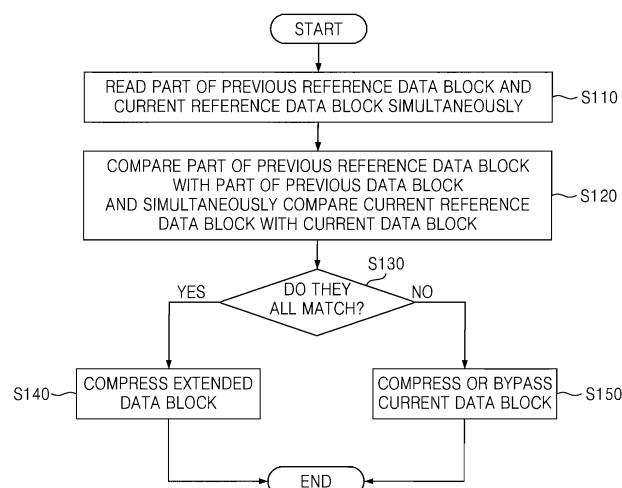 START
READ PART OF PREVIOUS REFERENCE DATA BLOCK AND
CURRENT REFERENCE DATA BLOCK SIMULTANEOUSLY
S110
COMPARE PART OF PREVIOUS REFERENCE DATA BLOCK
WITH PART OF PREVIOUS DATA BLOCK
AND SIMULTANEOUSLY COMPARE CURRENT REFERENCE
DATA BLOCK WITH CURRENT DATA BLOCK
S120
S130
YES
DO THEY
ALL MATCH?
NO
S140
COMPRESS EXTENDED
DATA BLOCK
COMPRESS OR BYPASS
CURRENT DATA BLOCK
S150
END